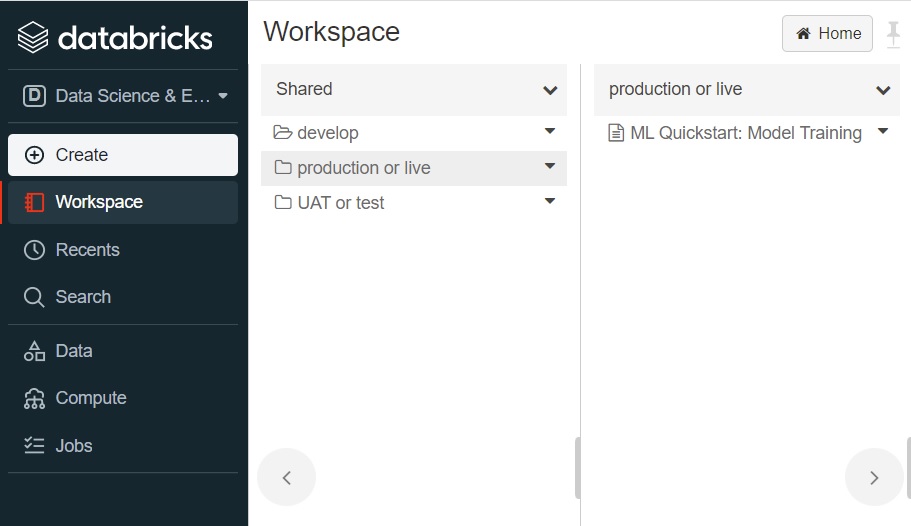 databricks
D Data Science & E...
Create
Workspace
Recents
Search
Data
Compute
Jobs
Workspace
Home
Shared
develop
production or live
UAT or test
production or live
ML Quickstart: Model Training